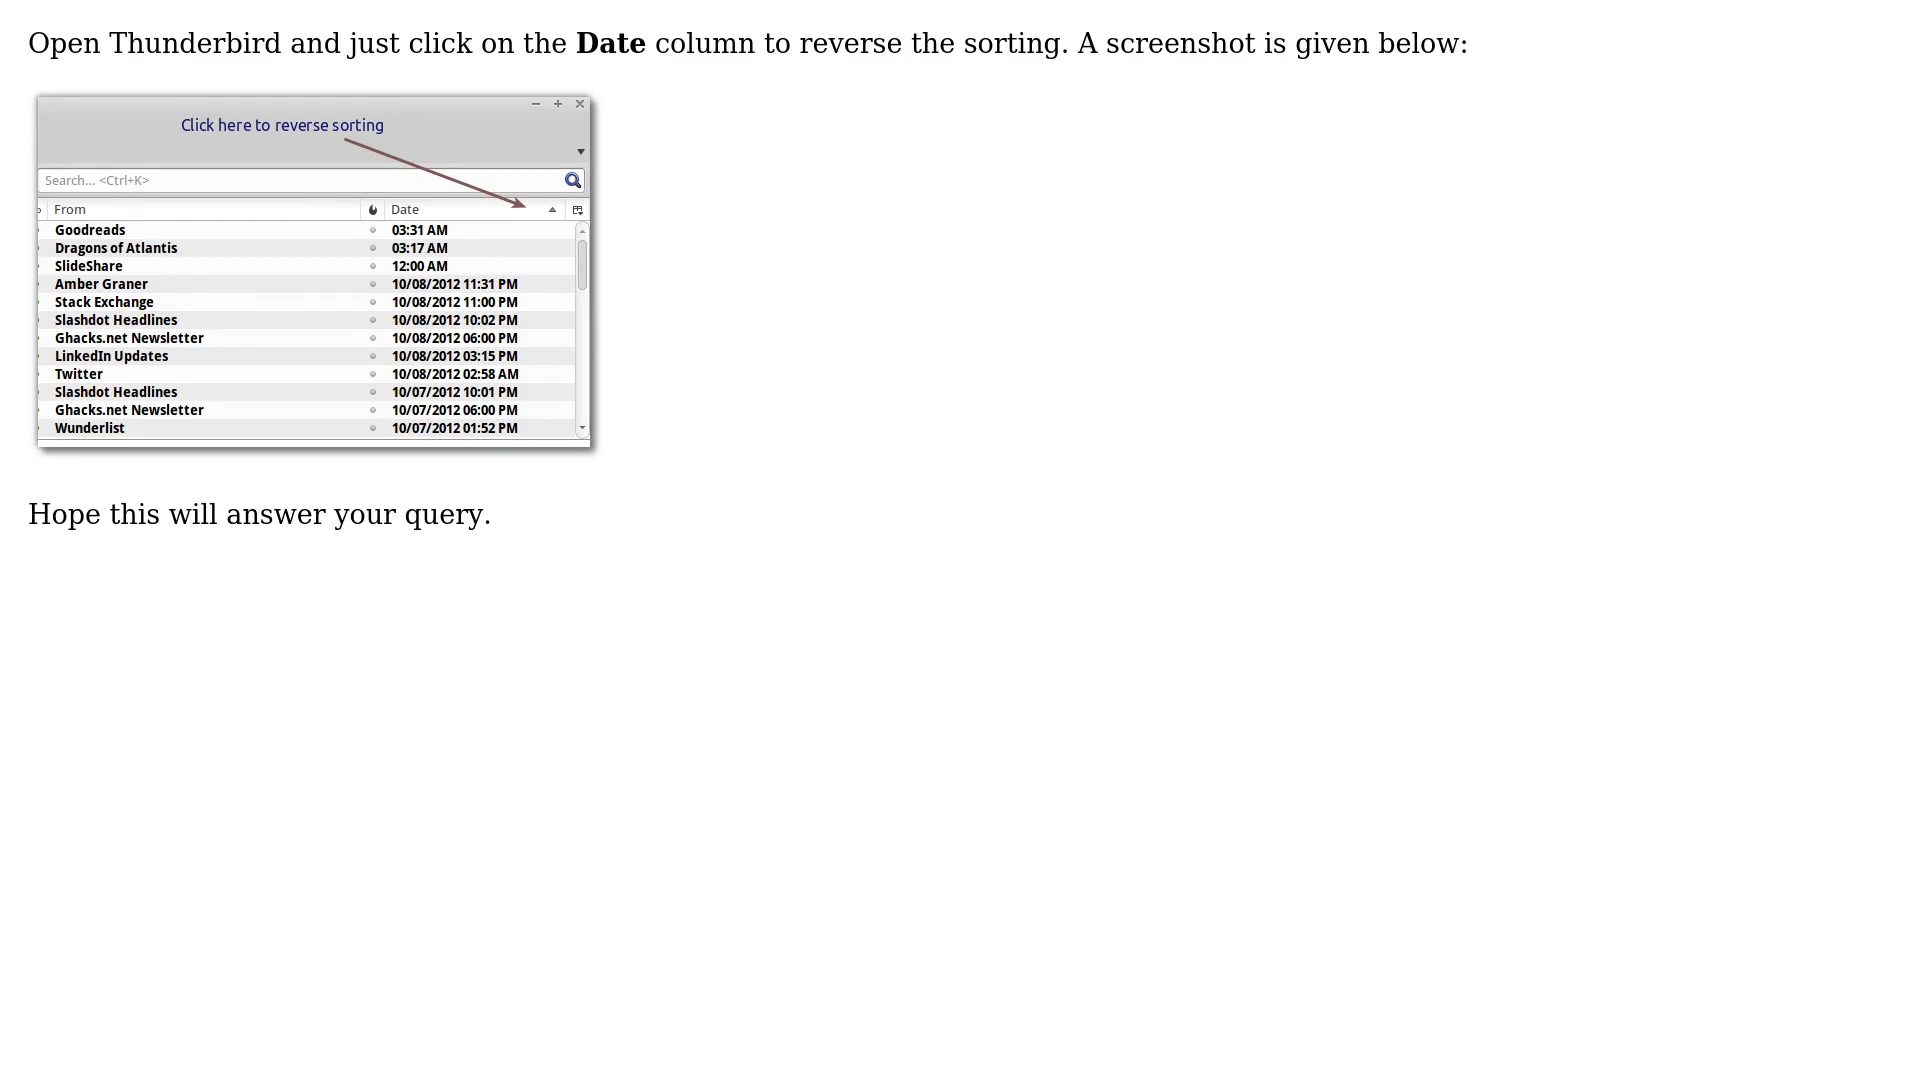 Open Thunderbird and just click on the Date column to reverse the sorting. A screenshot is given below:
Click here to reverse sorting
Search... <Ctrl+K>
From Date
Goodreads 03:31 AM
Dragons of Atlantis 03:17 AM
SlideShare 12:00 AM
Amber Graner 10/08/2012 11:31 PM
Stack Exchange 10/08/2012 11:00 PM
Slashdot Headlines 10/08/2012 10:02 PM
Ghacks.net Newsletter 10/08/2012 06:00 PM
LinkedIn Updates 10/08/2012 03:15 PM
Twitter 10/08/2012 02:58 AM
Slashdot Headlines 10/07/2012 10:01 PM
Ghacks.net Newsletter 10/07/2012 06:00 PM
Wunderlist 10/07/2012 01:52 PM
Hope this will answer your query.